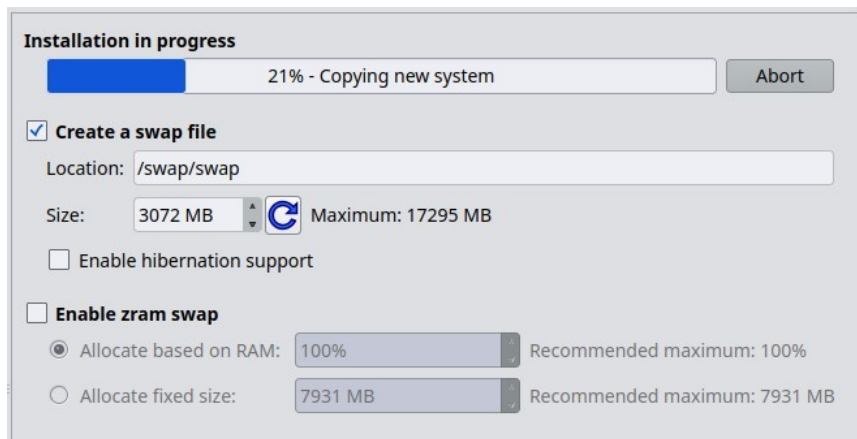 Installation in progress
21% - Copying new system Abort
Create a swap file
Location: /swap/swap
Size: 3072 MB Maximum: 17295 MB
Enable hibernation support
Enable zram swap
Allocate based on RAM: 100% Recommended maximum: 100%
Allocate fixed size: 7931 MB Recommended maximum: 7931 MB